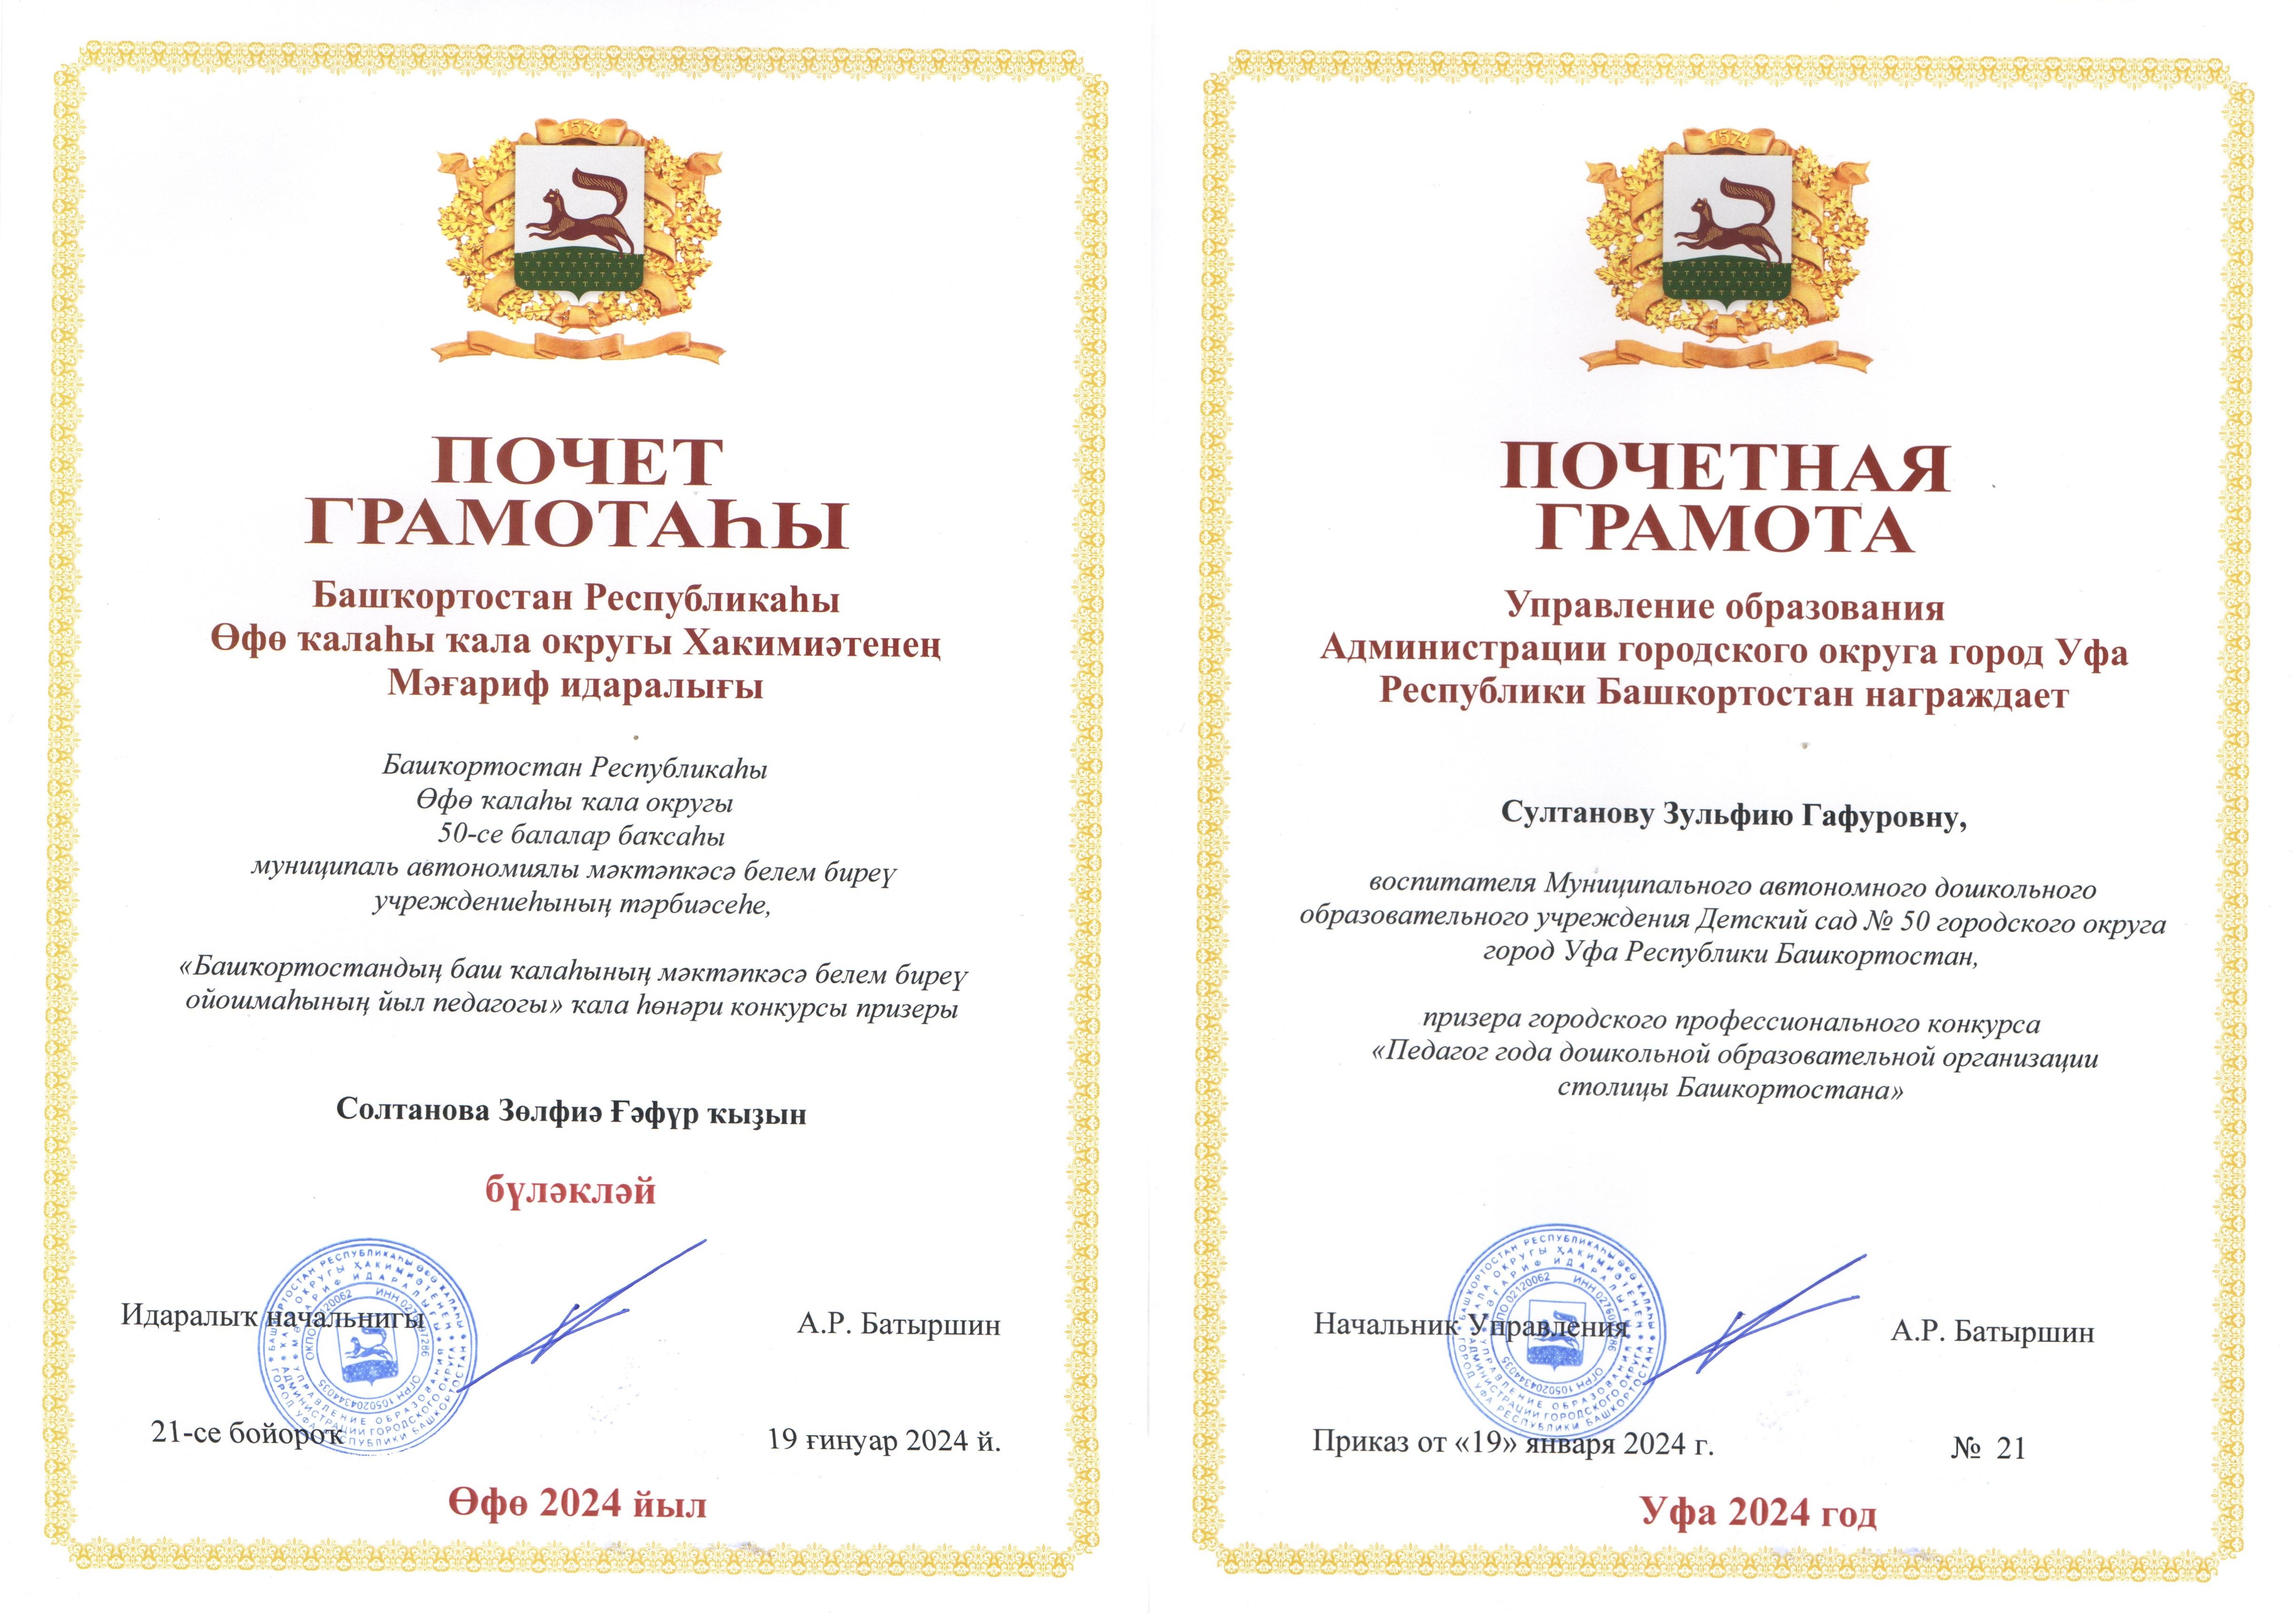 1574
ПОЧЕТ
ГРАМОТАҺЫ
Башҡортостан Республикаһы
Өфө ҡалаһы ҡала округы Хакимиәтенең
Мәғариф идаралығы
Башҡортостан Республикаһы
Өфө ҡалаһы ҡала округы
50-се балалар баҡсаһы
муниципаль автономиялы мәктәпкәсә белем биреү
учреждениеһының тәрбиәсеһе,
«Башҡортостандың баш ҡалаһының мәктәпкәсә белем биреү
ойошмаһының йыл педагогы» ҡала һөнәри конкурсы призеры
Солтанова Зөлфиә Ғәфүр ҡыҙын
бүләкләй
Идаралыҡ начальнигы
А.Р. Батыршин
21-се бойороҡ
19 ғинуар 2024 й.
Өфө 2024 йыл
1574
ПОЧЕТНАЯ
ГРАМОТА
Управление образования
Администрации городского округа город Уфа
Республики Башкортостан награждает
Султанову Зульфию Гафуровну,
воспитателя Муниципального автономного дошкольного
образовательного учреждения Детский сад № 50 городского округа
город Уфа Республики Башкортостан,
призера городского профессионального конкурса
«Педагог года дошкольной образовательной организации
столицы Башкортостана»
Начальник Управления
А.Р. Батыршин
Приказ от «19» января 2024 г.
№ 21
Уфа 2024 год